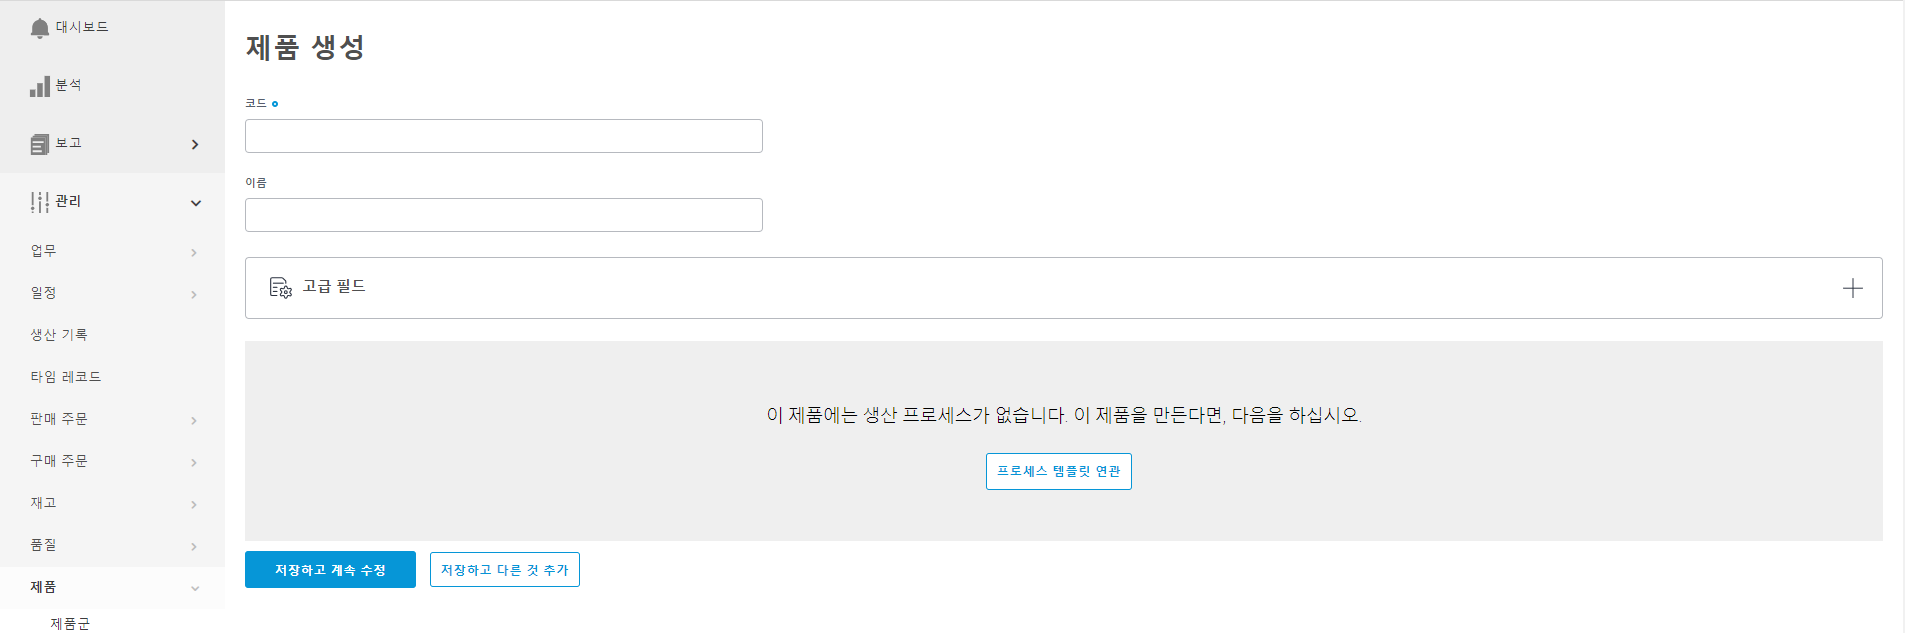 대시보드
분석
보고
관리
업무
일정
생산 기록
타임 레코드
판매 주문
구매 주문
재고
품질
제품
제품군
제품 생성
코드
이름
고급 필드
이 제품에는 생산 프로세스가 없습니다. 이 제품을 만든다면, 다음을 하십시오.
프로세스 템플릿 연관
저장하고 계속 수정
저장하고 다른 것 추가